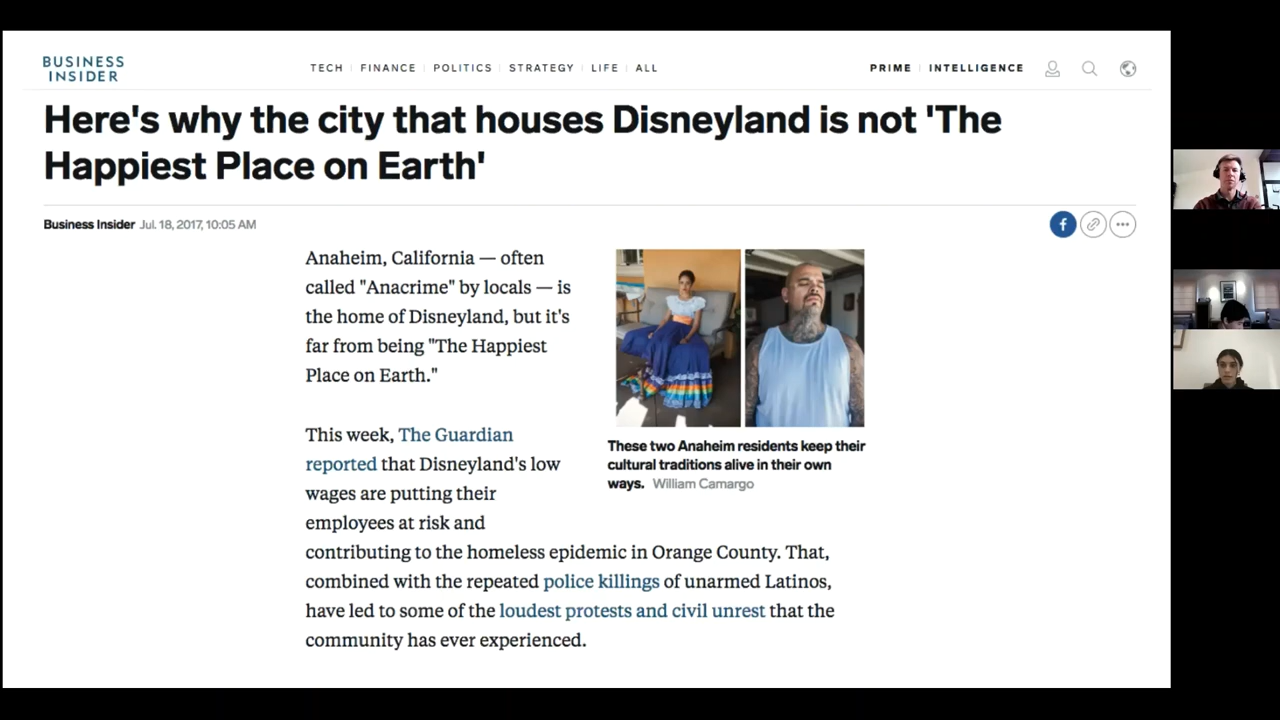 BUSINESS
INSIDER
TECH | FINANCE | POLITICS | STRATEGY | LIFE | ALL
PRIME | INTELLIGENCE
Here's why the city that houses Disneyland is not 'The
Happiest Place on Earth'
Business Insider Jul. 18, 2017, 10:05 AM
Anaheim, California — often
called "Anacrime" by locals — is
the home of Disneyland, but it's
far from being "The Happiest
Place on Earth."
These two Anaheim residents keep their
cultural traditions alive in their own
ways. William Camargo
This week, The Guardian
reported that Disneyland's low
wages are putting their
employees at risk and
contributing to the homeless epidemic in Orange County. That,
combined with the repeated police killings of unarmed Latinos,
have led to some of the loudest protests and civil unrest that the
community has ever experienced.